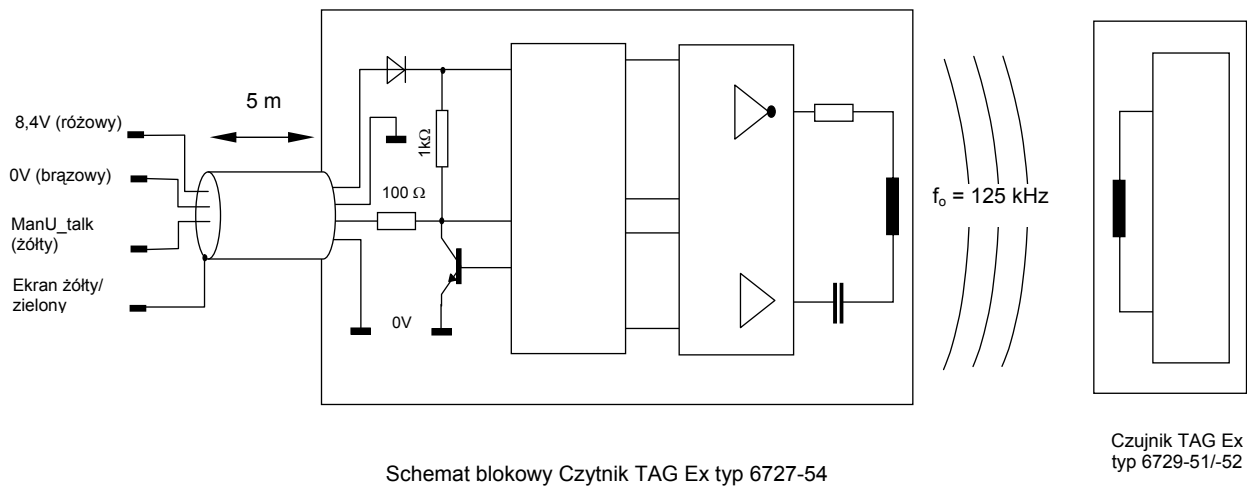 5 m
8,4V (różowy)
0V (brązowy)
ManU_talk
(żółty)
Ekran żółty/
zielony
1kΩ
100 Ω
0V
fo = 125 kHz
Schemat blokowy Czytnik TAG Ex typ 6727-54
Czujnik TAG Ex
typ 6729-51/-52